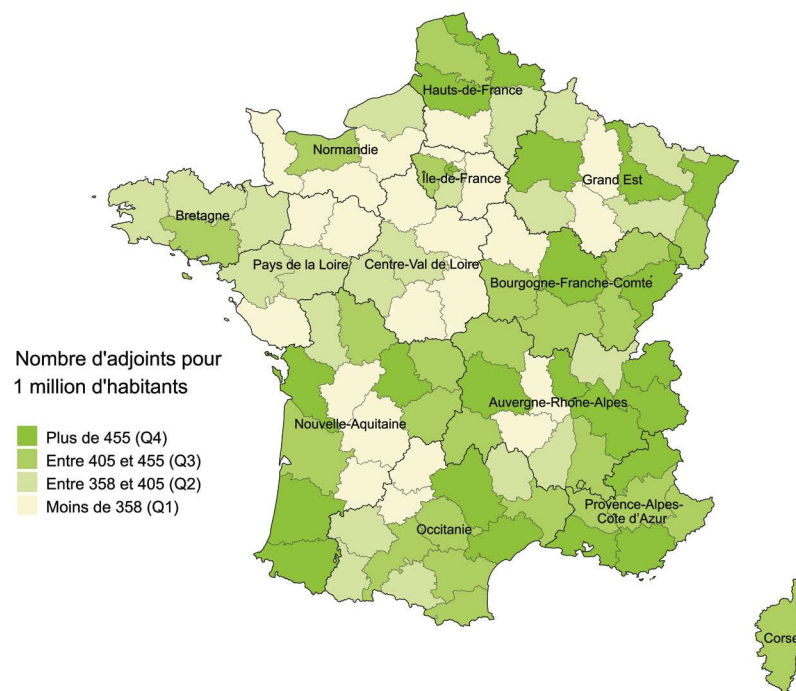 Hauts-de-France
Normandie
Île-de-France
Grand Est
Bretagne
Pays de la Loire
Centre-Val de Loire
Bourgogne-Franche-Comté
Nombre d'adjoints pour
1 million d'habitants
Plus de 455 (Q4)
Entre 405 et 455 (Q3)
Entre 358 et 405 (Q2)
Moins de 358 (Q1)
Auvergne-Rhône-Alpes
Nouvelle-Aquitaine
Provence-Alpes-
Côte d'Azur
Occitanie
Corse